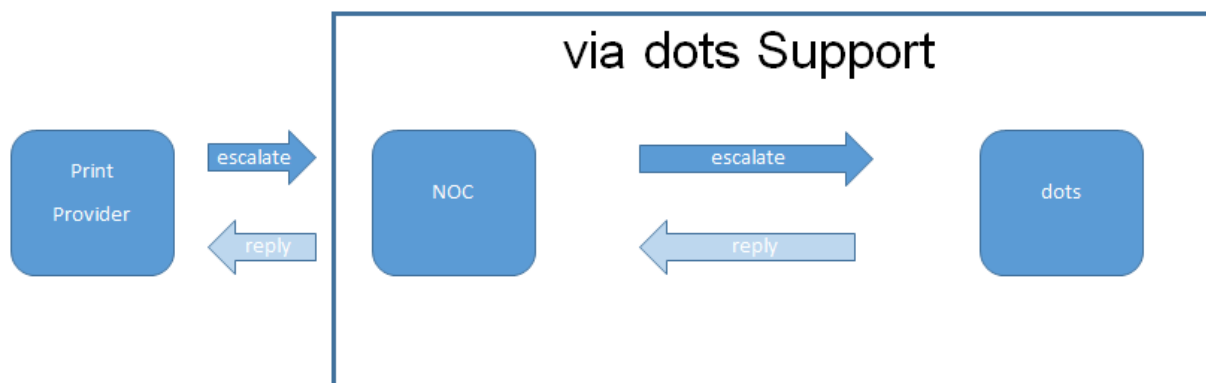 via dots Support
Print
Provider
escalate
reply
NOC
escalate
reply
dots